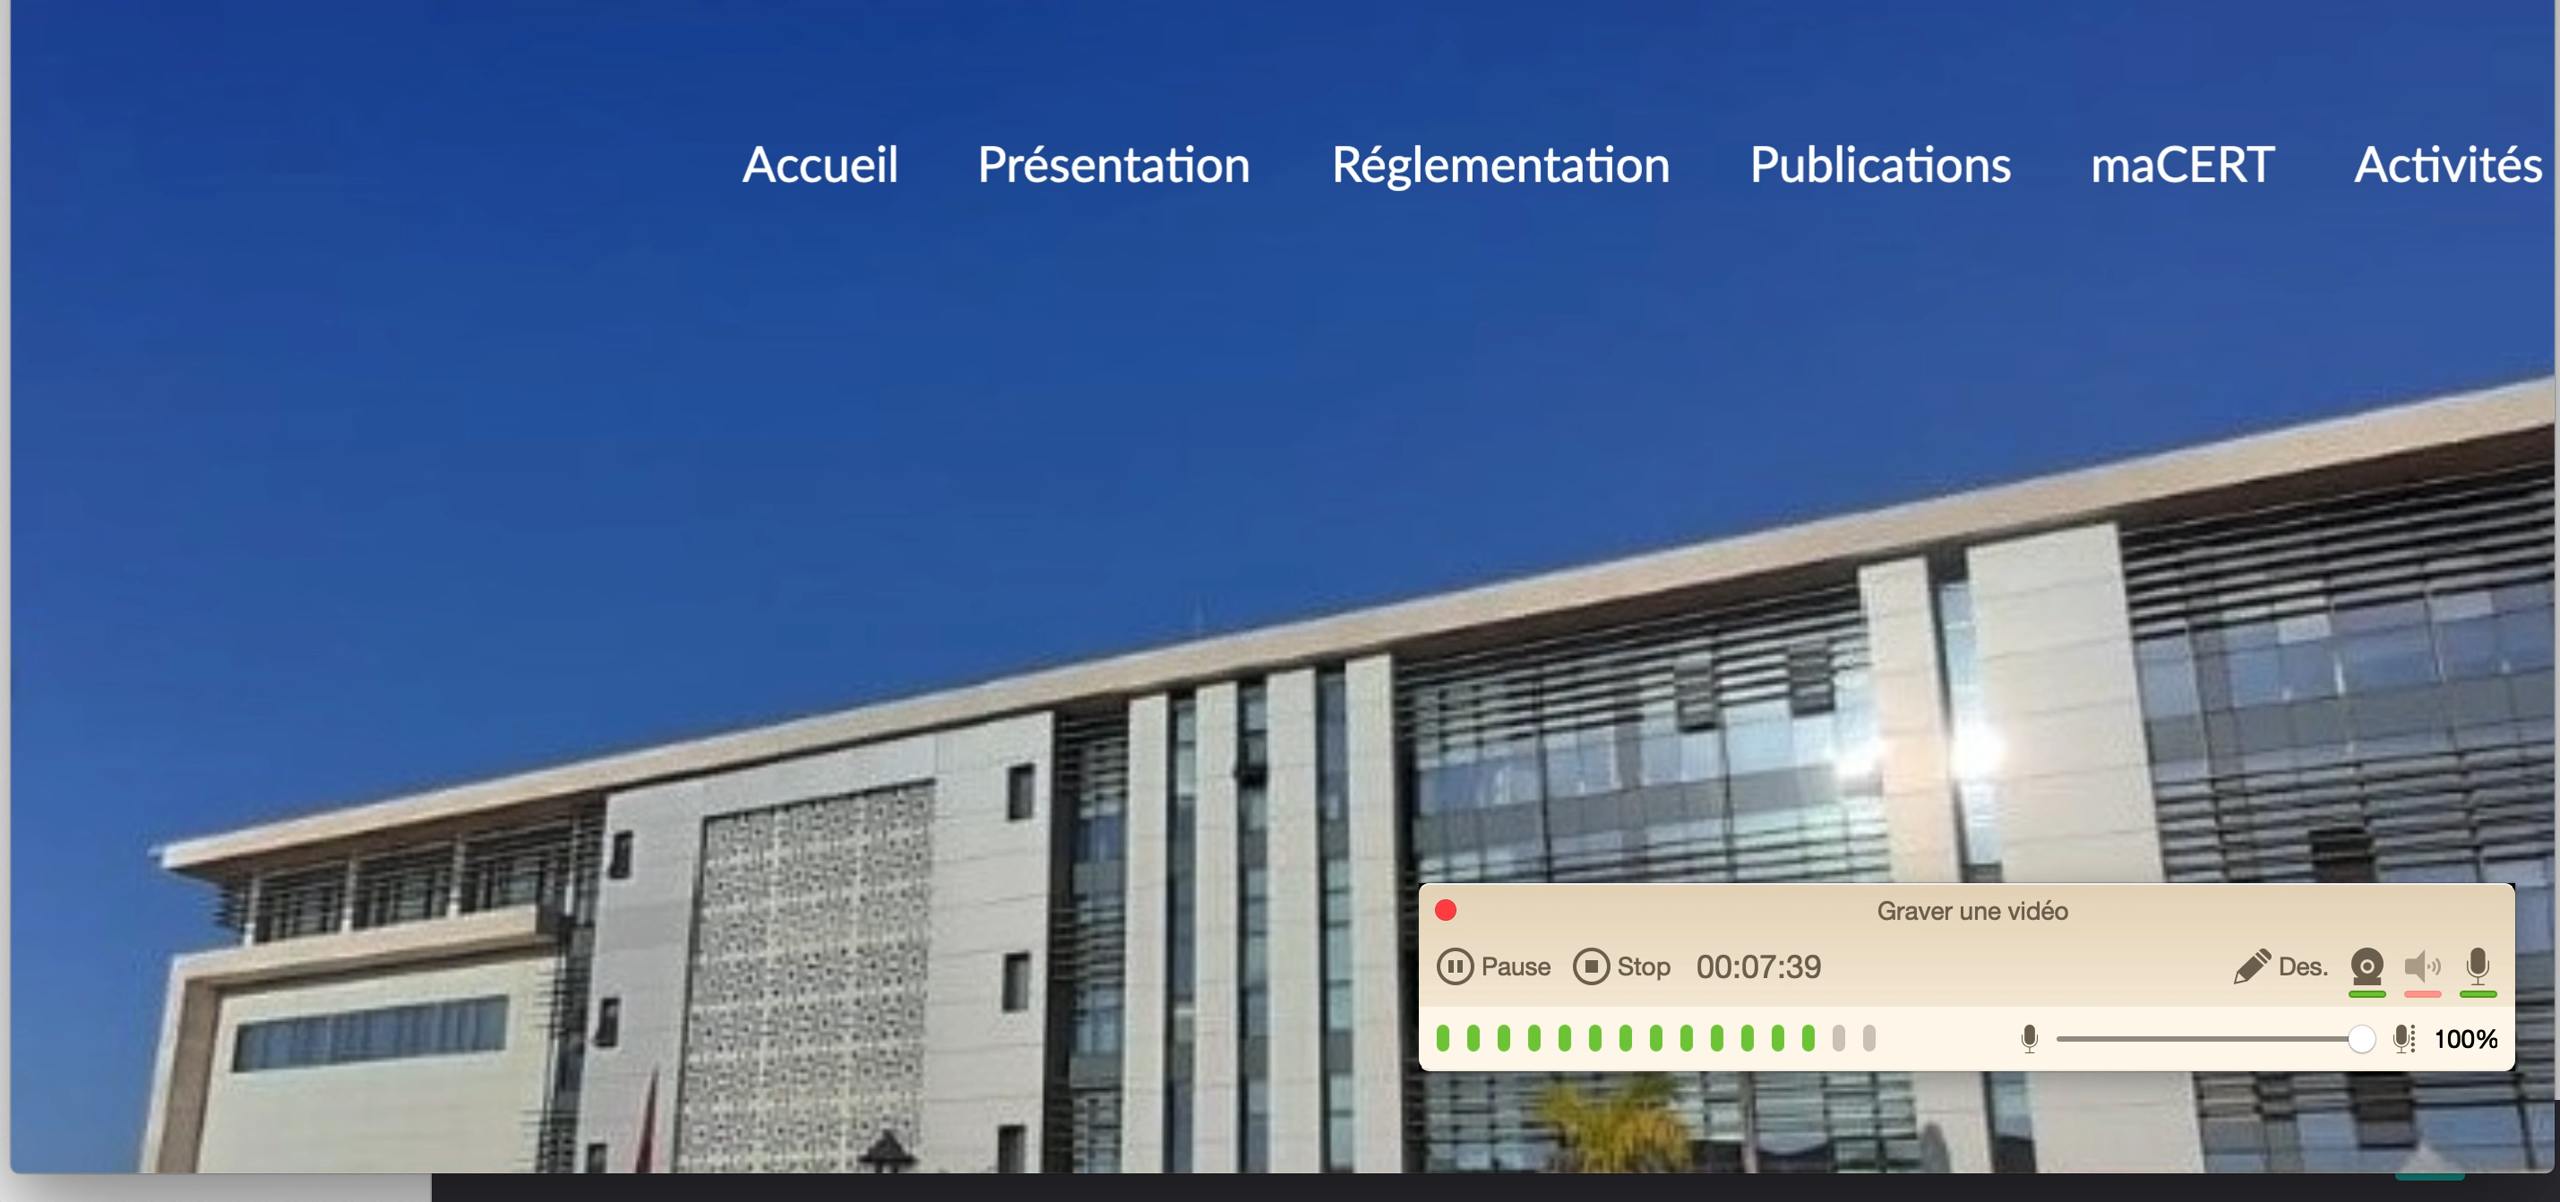 Accueil Présentation Réglementation Publications maCERT Activités
Graver une vidéo
Pause Stop 00:07:39 Des.
100%